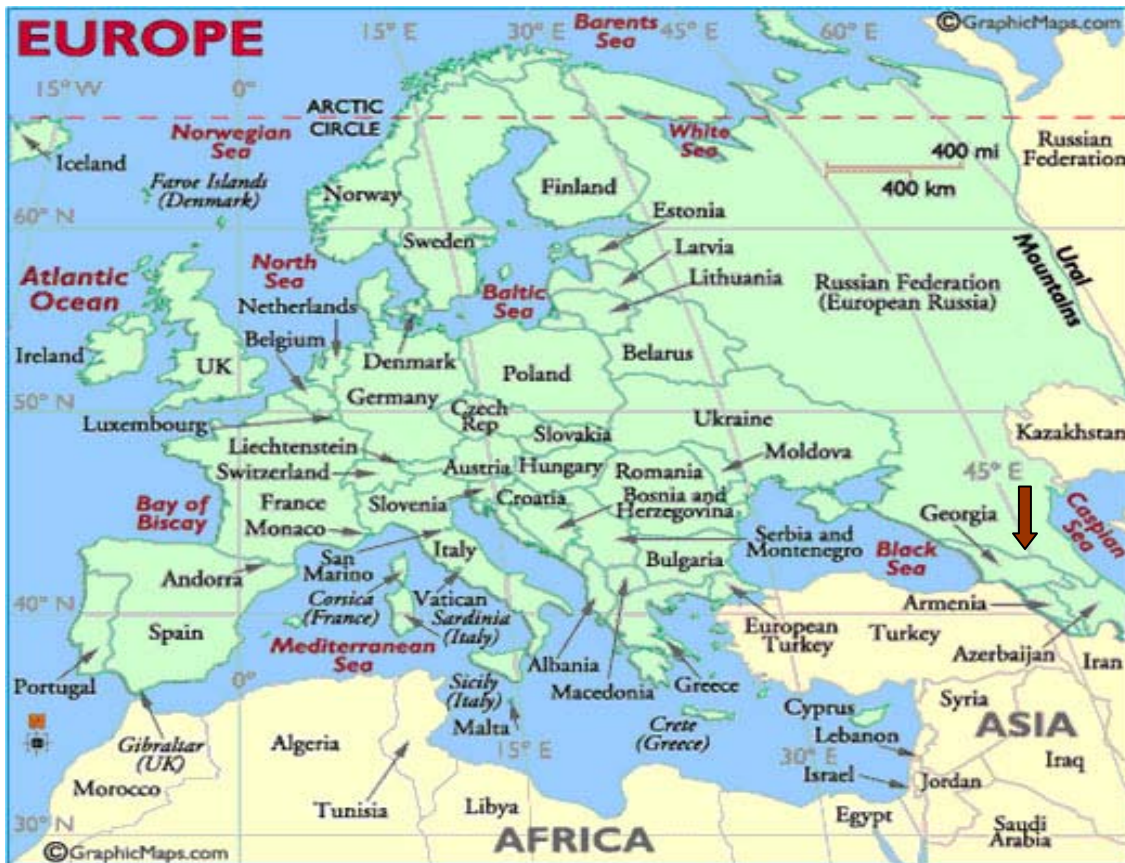 EUROPE
©GraphicMaps.com
15° E
30° E
Barents
Sea
45° E
60° E
15° W
0°
ARCTIC
CIRCLE
Norwegian
Sea
White
Sea
Iceland
Faroe Islands
(Denmark)
Norway
Finland
400 mi
400 km
Russian
Federation
60° N
Sweden
Estonia
Latvia
Lithuania
Ural
Mountains
Atlantic
Ocean
North
Sea
Netherlands
Baltic
Sea
Russian Federation
(European Russia)
Ireland
UK
Belgium
Denmark
Poland
Belarus
50° N
Germany
Luxembourg
Czech
Rep
Ukraine
Kazakhstan
Slovakia
Liechtenstein
Switzerland
Austria
Hungary
Romania
Moldova
45° E
Bay of
Biscay
France
Slovenia
Croatia
Bosnia and
Herzegovina
Georgia
Caspian
Sea
Monaco
San
Marino
Italy
Serbia and
Montenegro
Black
Sea
Andorra
Bulgaria
40° N
Corsica
(France)
Vatican
Sardinia
(Italy)
Armenia
Spain
Mediterranean
Sea
European
Turkey
Turkey
Azerbaijan
Iran
Portugal
0°
Sicily
(Italy)
Albania
Macedonia
Greece
Cyprus
Syria
ASIA
Gibraltar
(UK)
Algeria
Malta
15° E
Crete
(Greece)
30° E
Lebanon
Iraq
Morocco
Tunisia
Libya
Israel
Jordan
Egypt
Saudi
Arabia
30° N
AFRICA
©GraphicMaps.com